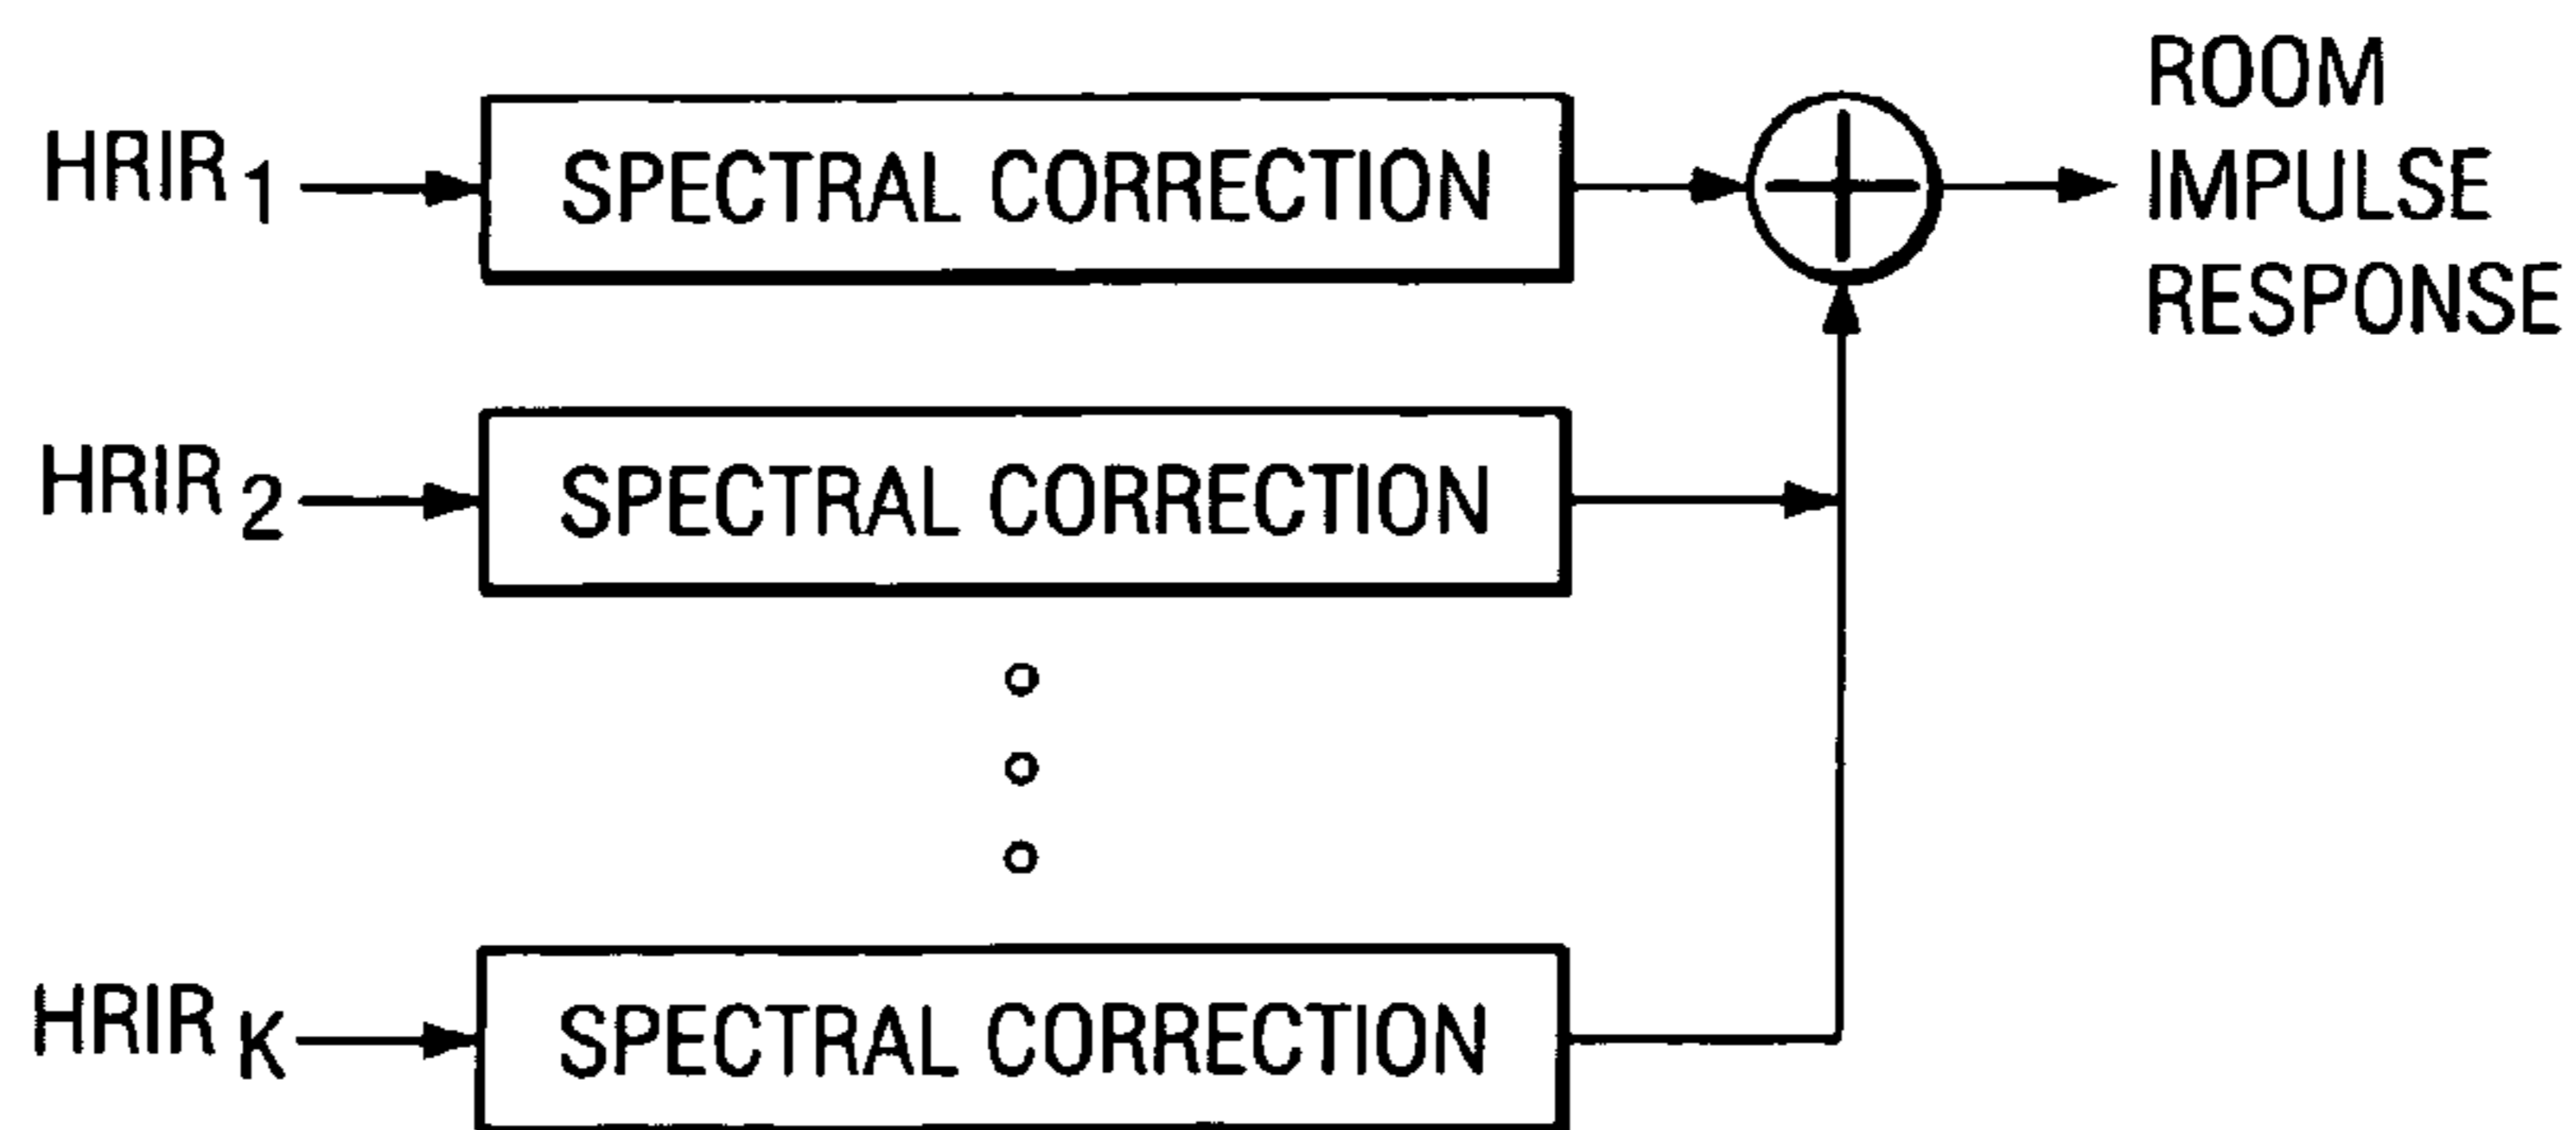 HRIR 1
SPECTRAL CORRECTION
ROOM
IMPULSE
RESPONSE
HRIR 2
SPECTRAL CORRECTION
HRIR K
SPECTRAL CORRECTION